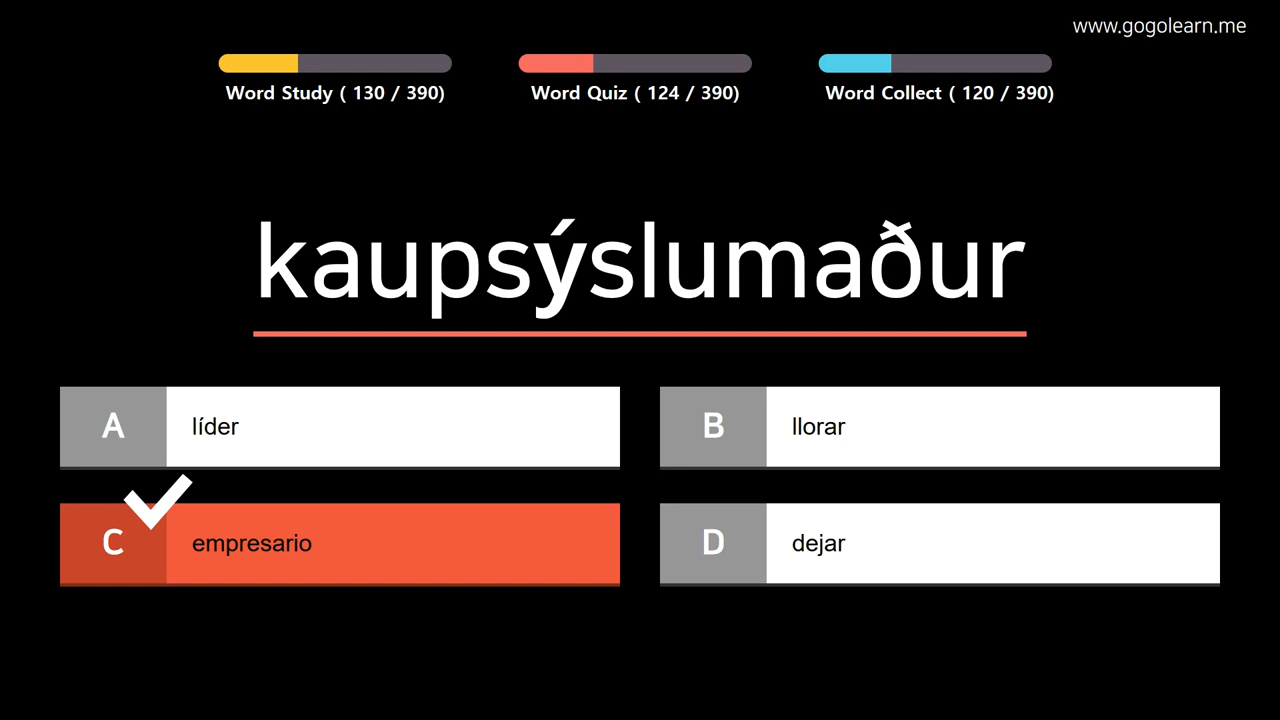 www.gogolearn.me
Word Study ( 130 / 390)
Word Quiz ( 124 / 390)
Word Collect ( 120 / 390)
kaupsýslumaður
A líder
B llorar
C empresario
D dejar